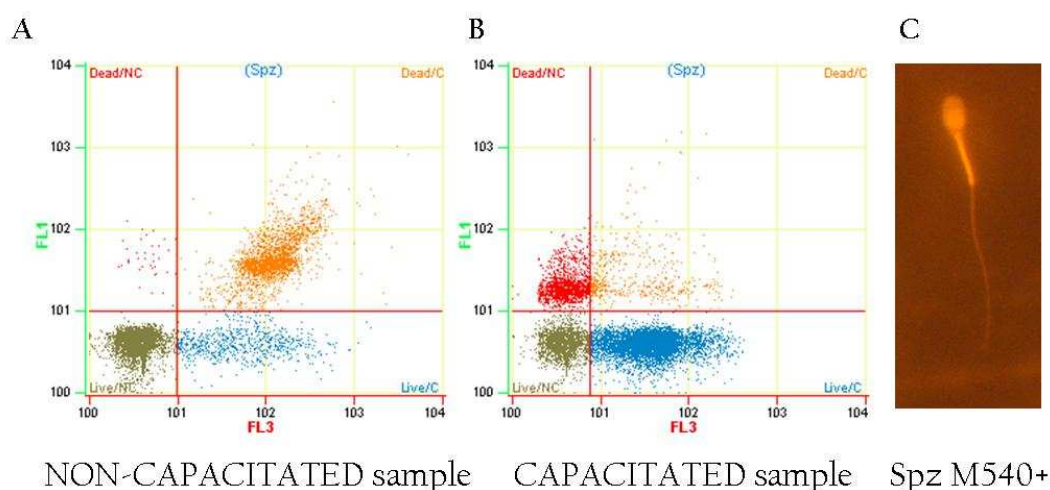 A
B
C
104
Dead/NC
(Spz)
Dead/C
103
102
FL1
101
100
Live/NC
Live/C
100
101
102
103
104
FL3
104
Dead/NC
(Spz)
Dead/C
103
102
FL1
101
100
Live/NC
Live/C
100
101
102
103
104
FL3
NON-CAPACITATED sample
CAPACITATED sample
Spz M540+